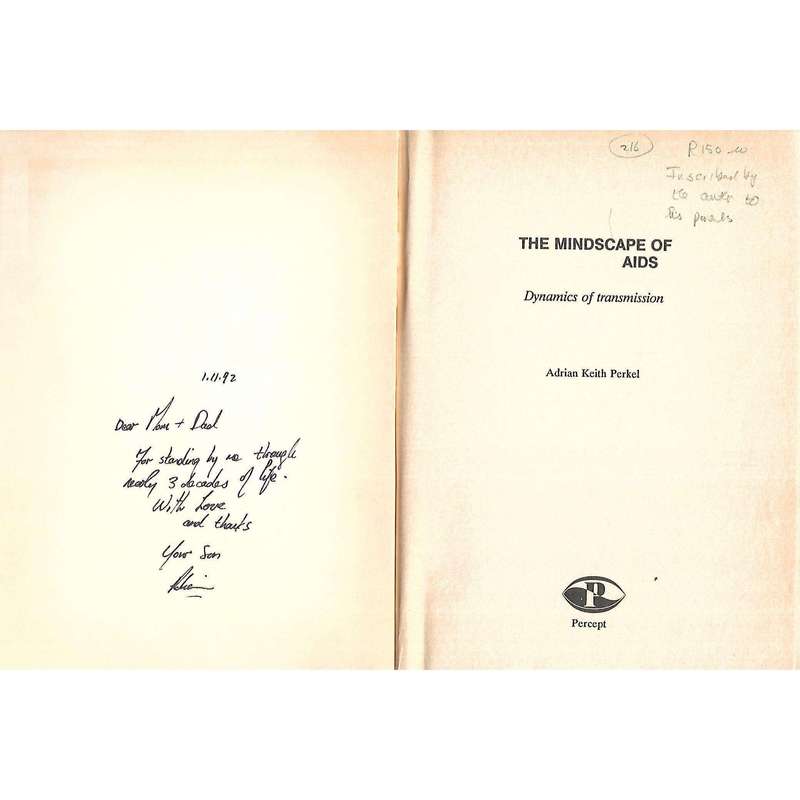 1.11.92
Dear Mom + Dad
For standing by me through
nearly 3 decades of life.
With Love
and thanks
Your Son
Adrian
216
R150-00
Inscribed by
the author to
his parents
THE MINDSCAPE OF
AIDS
Dynamics of transmission
Adrian Keith Perkel
P
Percept